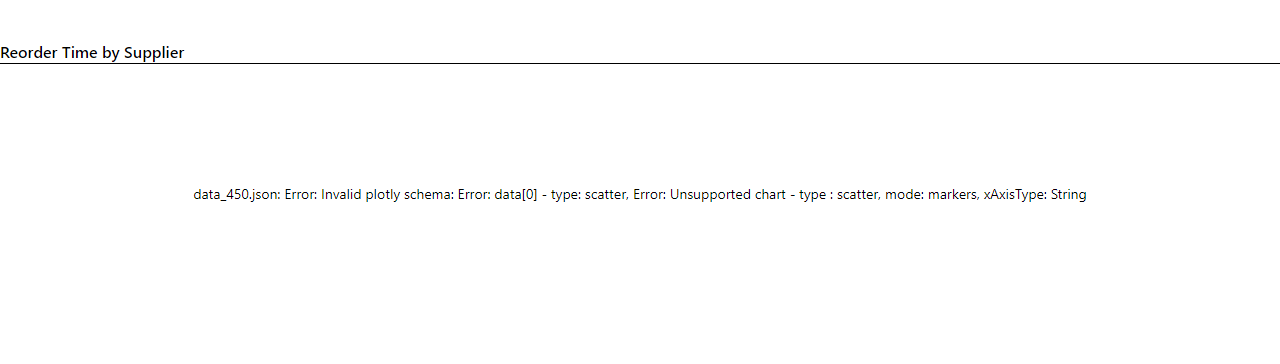 Reorder Time by Supplier
data_450.json: Error: Invalid plotly schema: Error: data[0] - type: scatter, Error: Unsupported chart - type : scatter, mode: markers, xAxisType: String